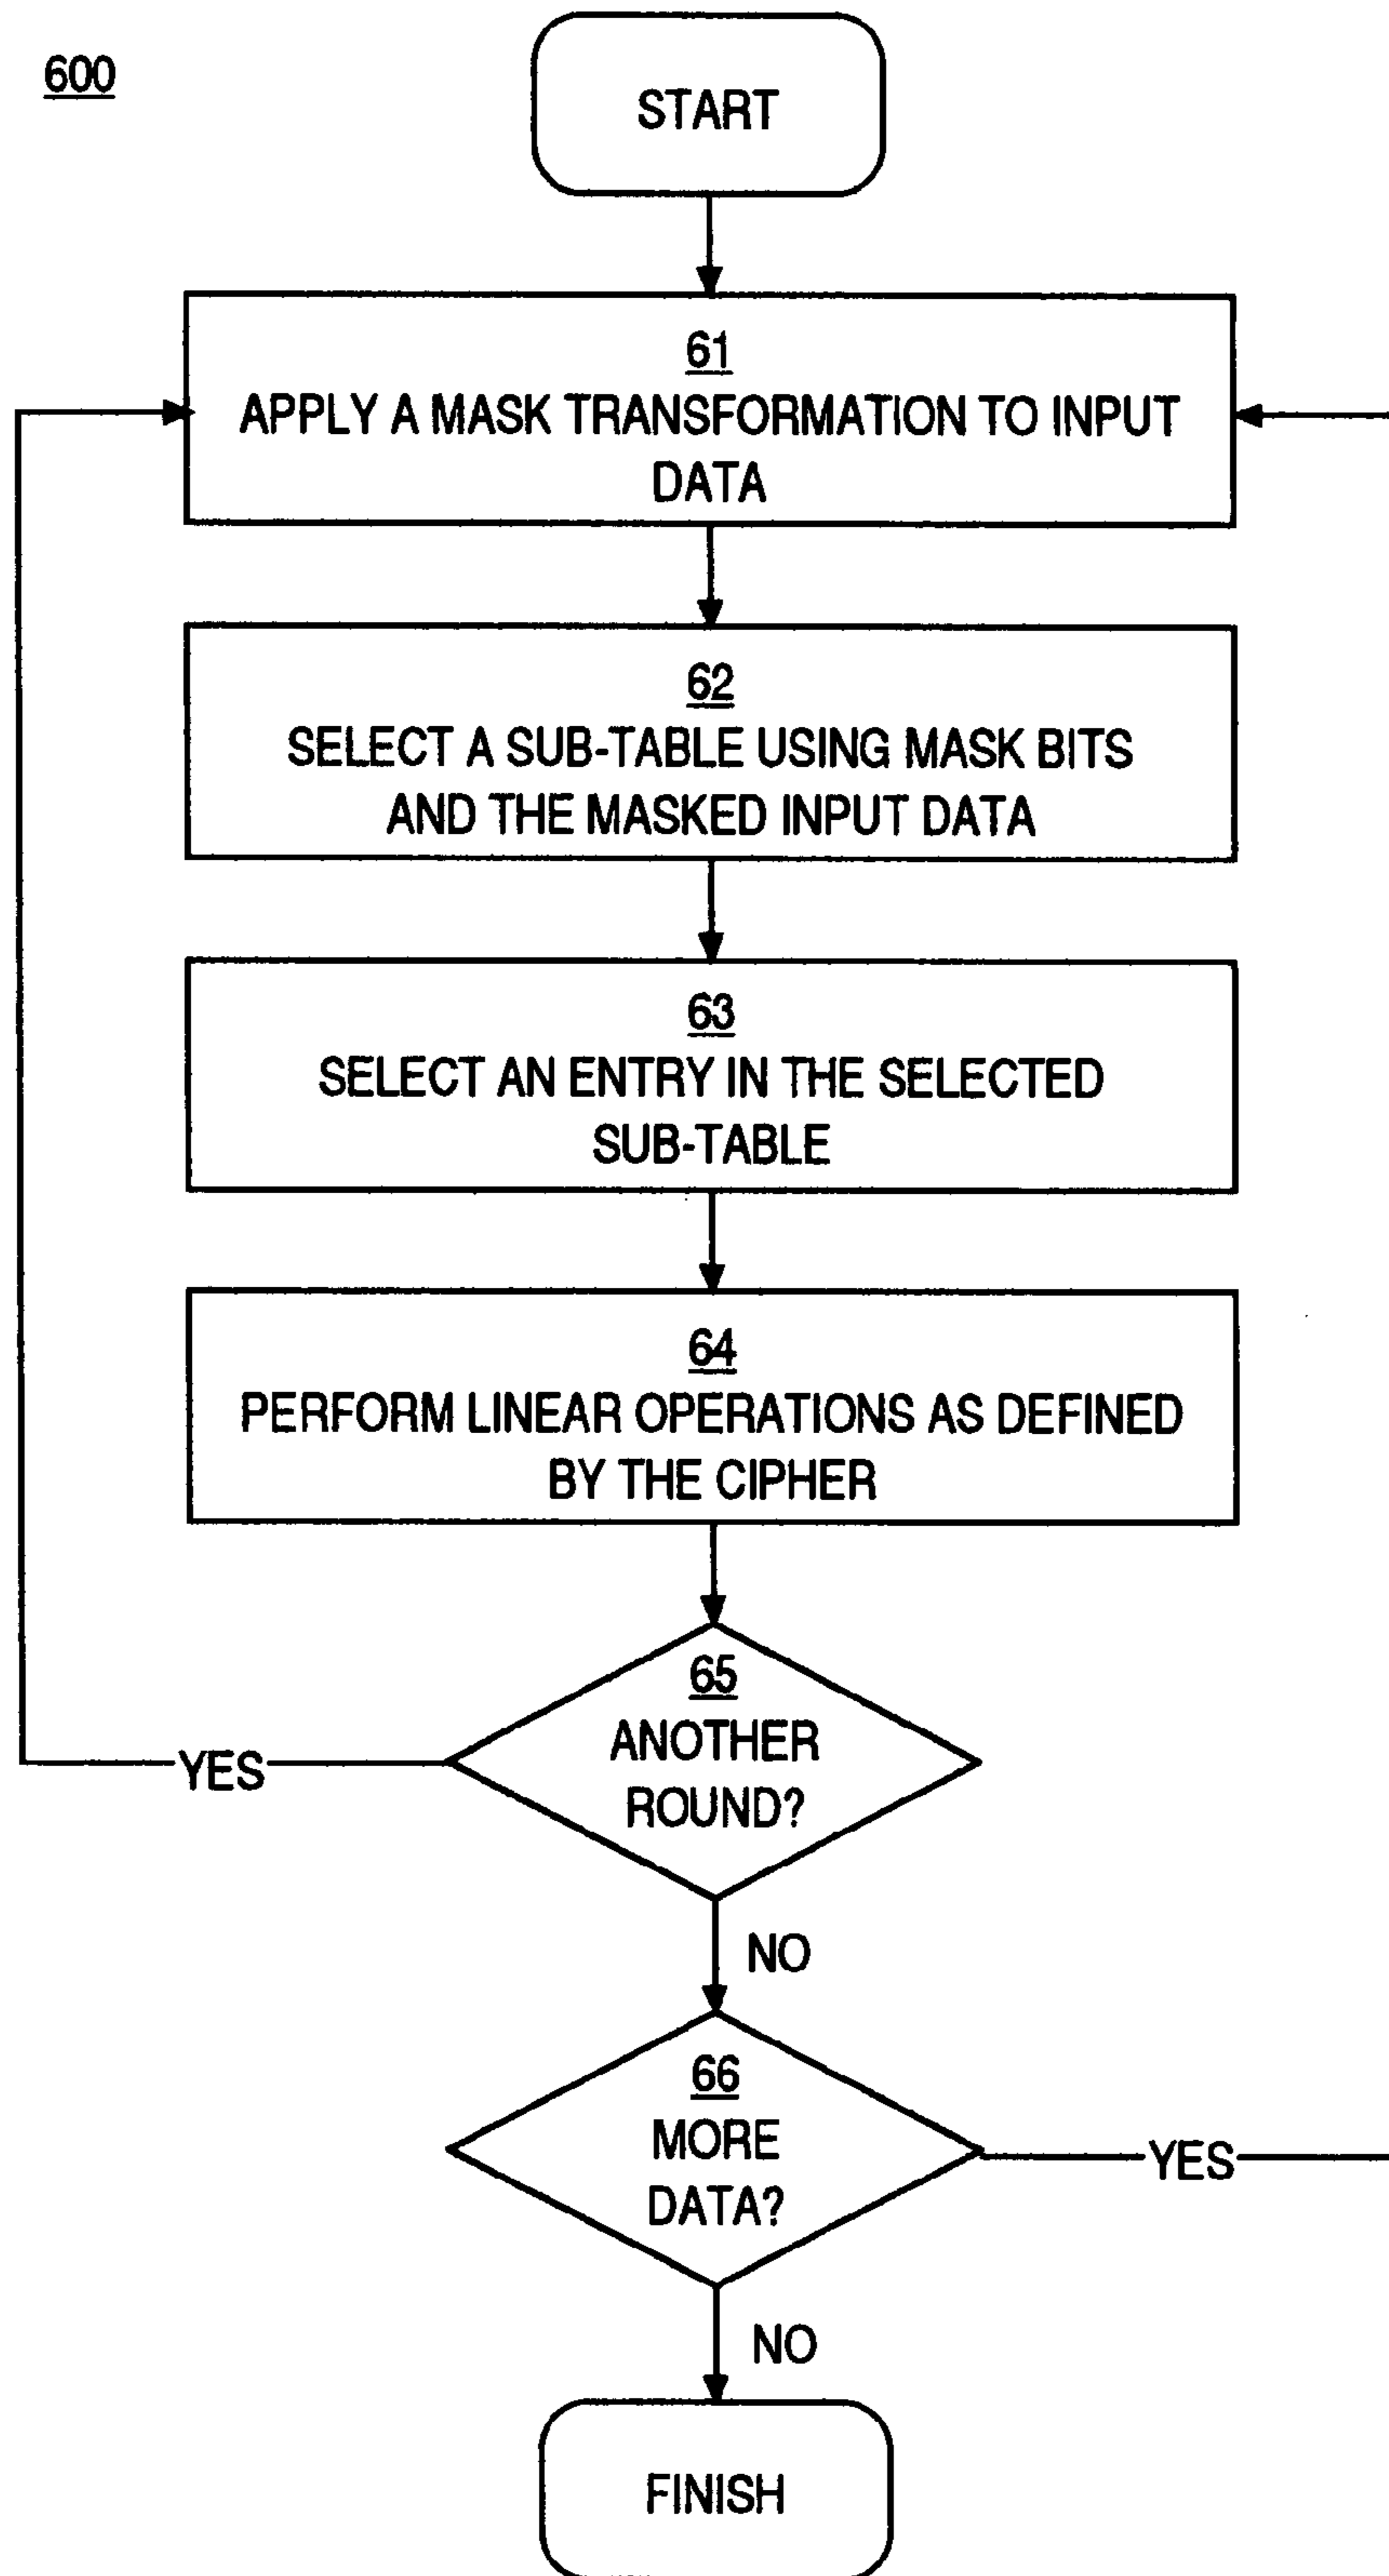 600
START
61
APPLY A MASK TRANSFORMATION TO INPUT
DATA
62
SELECT A SUB-TABLE USING MASK BITS
AND THE MASKED INPUT DATA
63
SELECT AN ENTRY IN THE SELECTED
SUB-TABLE
64
PERFORM LINEAR OPERATIONS AS DEFINED
BY THE CIPHER
65
ANOTHER
ROUND?
YES
NO
66
MORE
DATA?
YES
NO
FINISH